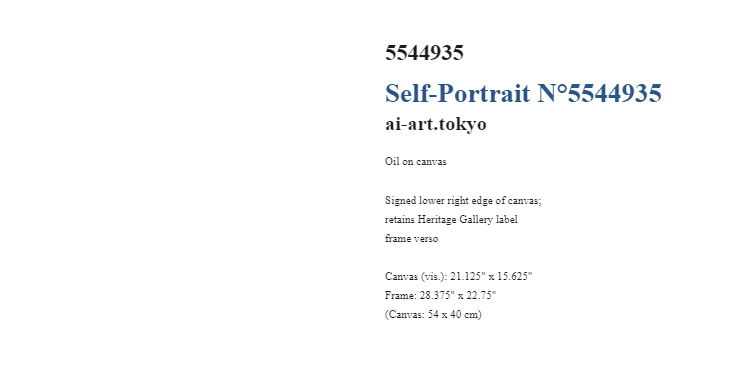 5544935
Self-Portrait N°5544935
ai-art.tokyo
Oil on canvas
Signed lower right edge of canvas;
retains Heritage Gallery label
frame verso
Canvas (vis.): 21.125" x 15.625"
Frame: 28.375" x 22.75"
(Canvas: 54 x 40 cm)